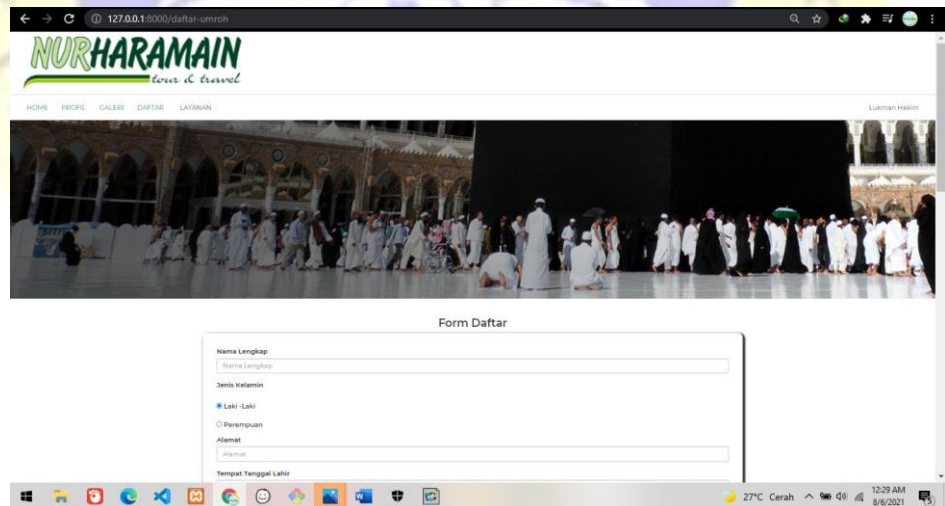 127.0.0.1:8000/daftar-umroh
NURHARAMAIN
tour & travel
HOME PROFIL GALERI DAFTAR LAYANAN Lukman Hakim
Form Daftar
Nama Lengkap
Nama Lengkap
Jenis Kelamin
Laki -Laki
Perempuan
Alamat
Alamat
Tempat Tanggal Lahir
27°C Cerah 12:29 AM
8/6/2021